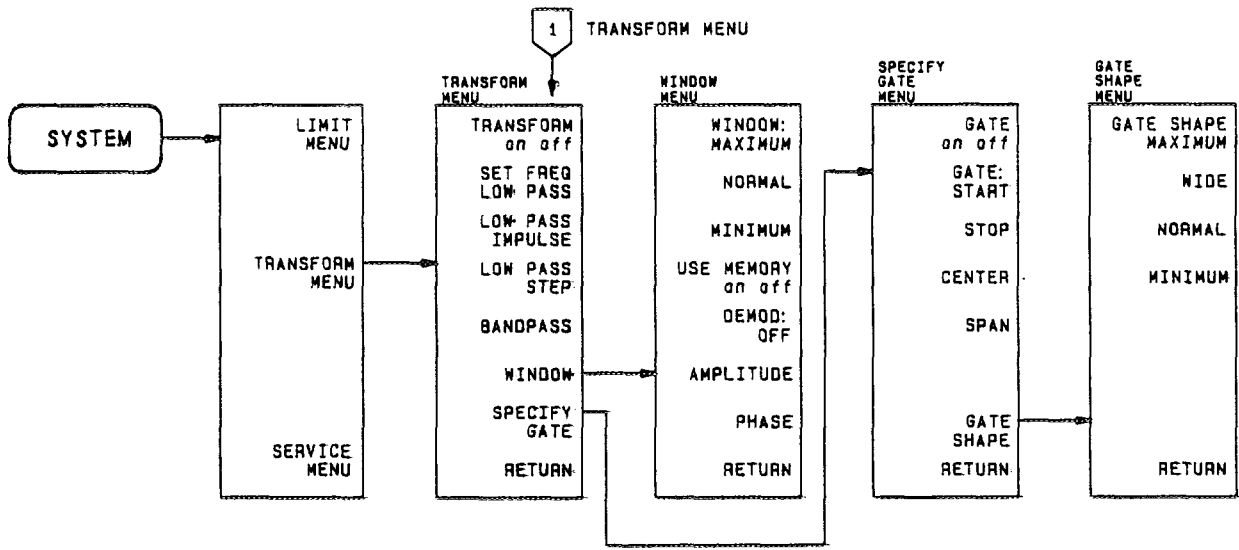 1 TRANSFORM MENU
SYSTEM
LIMIT
MENU
TRANSFORM
MENU
SERVICE
MENU
TRANSFORM
MENU
TRANSFORM
on off
SET FREQ
LOW PASS
LOW PASS
IMPULSE
LOW PASS
STEP
BANDPASS
WINDOW
SPECIFY
GATE
RETURN
WINDOW
MENU
WINDOW:
MAXIMUM
NORMAL
MINIMUM
USE MEMORY
on off
DEMOD:
OFF
AMPLITUDE
PHASE
RETURN
SPECIFY
GATE
MENU
GATE
on off
GATE:
START
STOP
CENTER
SPAN
GATE
SHAPE
RETURN
GATE
SHAPE
MENU
GATE SHAPE
MAXIMUM
WIDE
NORMAL
MINIMUM
RETURN